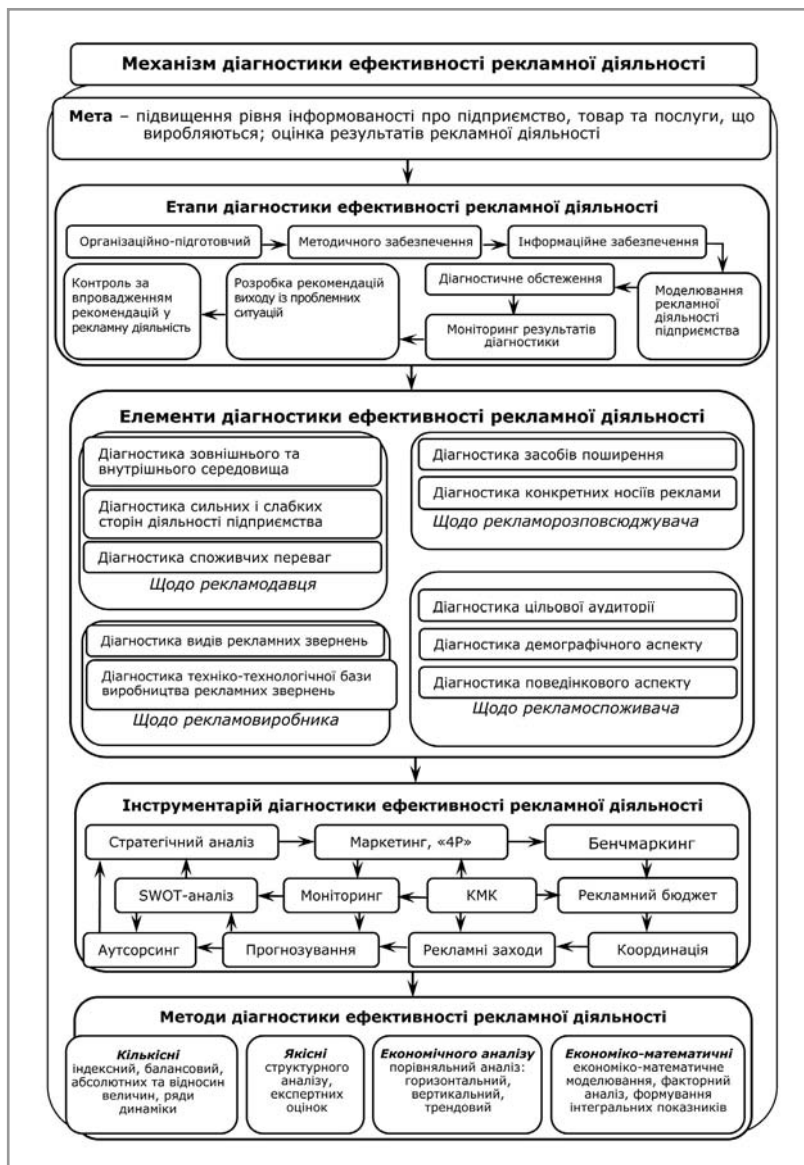 Механізм діагностики ефективності рекламної діяльності
Мета – підвищення рівня інформованості про підприємство, товар та послуги, що
виробляються; оцінка результатів рекламної діяльності
Етапи діагностики ефективності рекламної діяльності
Організаційно-підготовчий
Методичного забезпечення
Інформаційне забезпечення
Моделювання
рекламної
діяльності
підприємства
Діагностичне обстеження
Моніторинг результатів
діагностики
Розробка рекомендацій
виходу із проблемних
ситуацій
Контроль за
впровадженням
рекомендацій у
рекламну діяльність
Елементи діагностики ефективності рекламної діяльності
Діагностика зовнішнього та
внутрішнього середовища
Діагностика сильних і слабких
сторін діяльності підприємства
Діагностика споживчих переваг
Щодо рекламодавця
Діагностика засобів поширення
Діагностика конкретних носіїв реклами
Щодо рекламорозповсюджувача
Діагностика видів рекламних звернень
Діагностика техніко-технологічної бази
виробництва рекламних звернень
Щодо рекламовиробника
Діагностика цільової аудиторії
Діагностика демографічного аспекту
Діагностика поведінкового аспекту
Щодо рекламоспоживача
Інструментарій діагностики ефективності рекламної діяльності
Стратегічний аналіз
Маркетинг, «4Р»
Бенчмаркинг
SWOT-аналіз
Моніторинг
КМК
Рекламний бюджет
Аутсорсинг
Прогнозування
Рекламні заходи
Координація
Методи діагностики ефективності рекламної діяльності
Кількісні
індексний, балансовий,
абсолютних та відносин
величин, ряди
динаміки
Якісні
структурного
аналізу,
експертних
оцінок
Економічного аналізу
порівняльний аналіз:
горизонтальний,
вертикальний,
трендовий
Економіко-математичні
економіко-математичне
моделювання, факторний
аналіз, формування
інтегральних показників